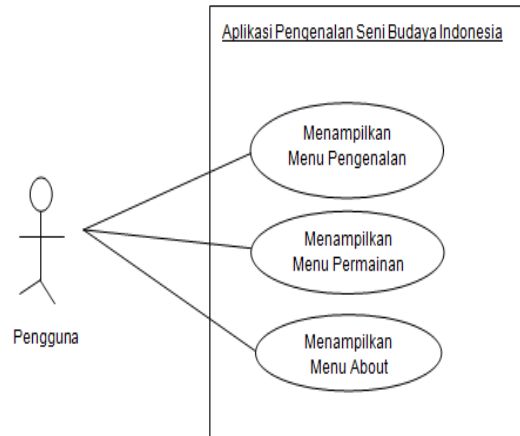 Aplikasi Pengenalan Seni Budaya Indonesia
Menampilkan
Menu Pengenalan
Menampilkan
Menu Permainan
Pengguna
Menampilkan
Menu About